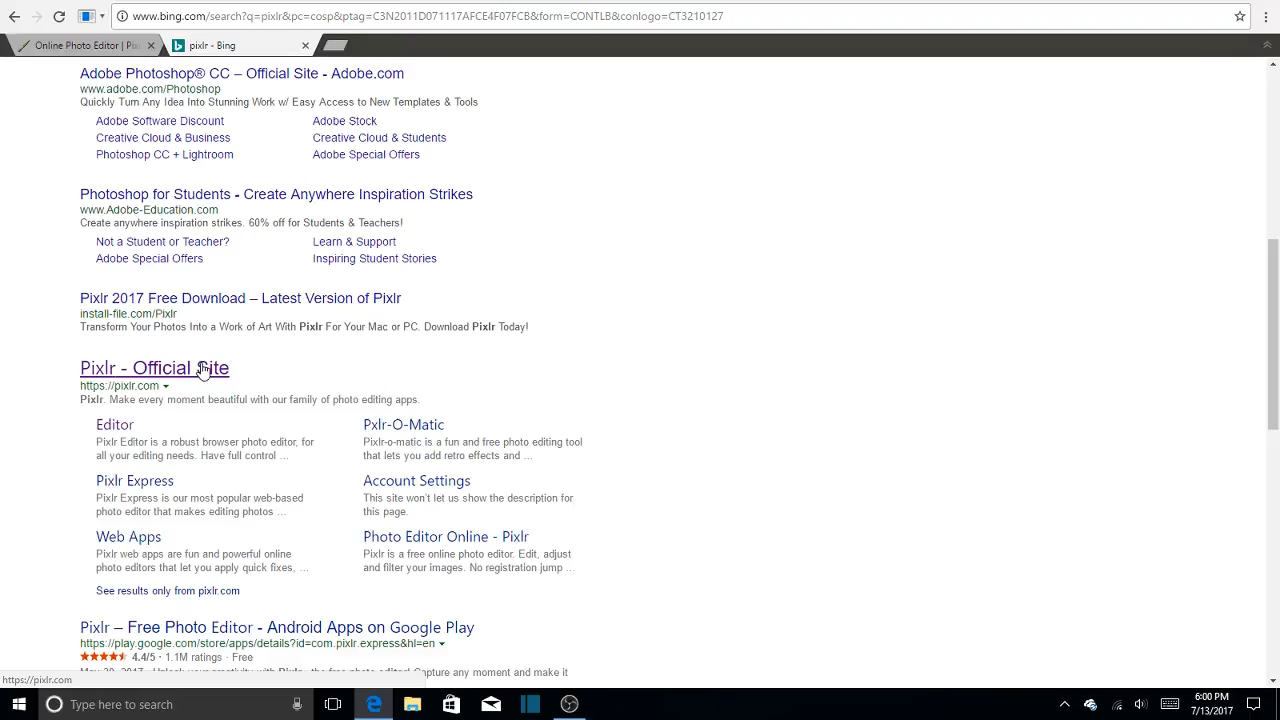 www.bing.com/search?q=pixlr&pc=cosp&ptag=C3N2011D071117AFCE4F07FCB&form=CONTLB&conlogo=CT3210127
Online Photo Editor | Pix
pixlr - Bing
Adobe Photoshop® CC – Official Site - Adobe.com
www.adobe.com/Photoshop
Quickly Turn Any Idea Into Stunning Work w/ Easy Access to New Templates & Tools
Adobe Software Discount
Adobe Stock
Creative Cloud & Business
Creative Cloud & Students
Photoshop CC + Lightroom
Adobe Special Offers
Photoshop for Students - Create Anywhere Inspiration Strikes
www.Adobe-Education.com
Create anywhere inspiration strikes. 60% off for Students & Teachers!
Not a Student or Teacher?
Learn & Support
Adobe Special Offers
Inspiring Student Stories
Pixlr 2017 Free Download – Latest Version of Pixlr
install-file.com/Pixlr
Transform Your Photos Into a Work of Art With Pixlr For Your Mac or PC. Download Pixlr Today!
Pixlr - Official Site
https://pixlr.com
Pixlr. Make every moment beautiful with our family of photo editing apps.
Editor
Pixlr Editor is a robust browser photo editor, for
all your editing needs. Have full control ...
Pxlr-O-Matic
Pixlr-o-matic is a fun and free photo editing tool
that lets you add retro effects and ...
Pixlr Express
Pixlr Express is our most popular web-based
photo editor that makes editing photos ...
Account Settings
This site won't let us show the description for
this page.
Web Apps
Pixlr web apps are fun and powerful online
photo editors that let you apply quick fixes, ...
Photo Editor Online - Pixlr
Pixlr is a free online photo editor. Edit, adjust
and filter your images. No registration jump ...
See results only from pixlr.com
Pixlr – Free Photo Editor - Android Apps on Google Play
https://play.google.com/store/apps/details?id=com.pixlr.express&hl=en
4.4/5 · 1.1M ratings · Free
Capture any moment and make it
https://pixlr.com
Type here to search
6:00 PM
7/13/2017